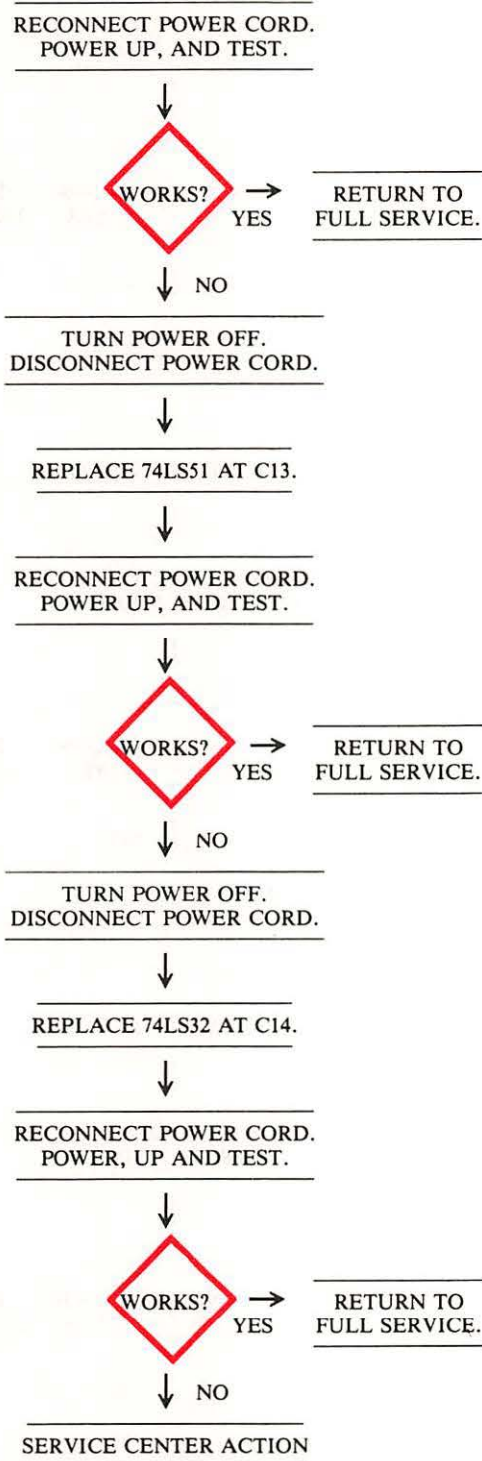 RECONNECT POWER CORD.
POWER UP, AND TEST.
WORKS?
YES
RETURN TO
FULL SERVICE.
NO
TURN POWER OFF.
DISCONNECT POWER CORD.
REPLACE 74LS51 AT C13.
RECONNECT POWER CORD.
POWER UP, AND TEST.
WORKS?
YES
RETURN TO
FULL SERVICE.
NO
TURN POWER OFF.
DISCONNECT POWER CORD.
REPLACE 74LS32 AT C14.
RECONNECT POWER CORD.
POWER, UP AND TEST.
WORKS?
YES
RETURN TO
FULL SERVICE.
NO
SERVICE CENTER ACTION